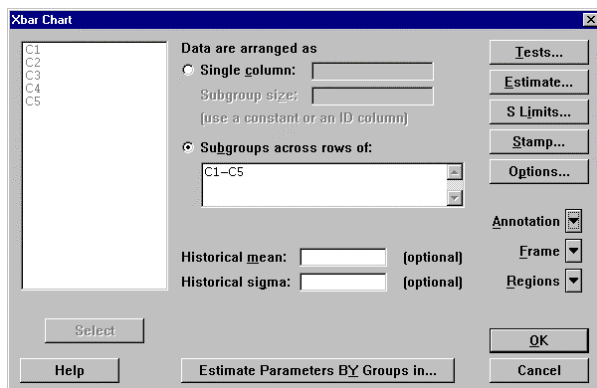 Xbar Chart
C1
C2
C3
C4
C5
Data are arranged as
Single column:
Subgroup size:
(use a constant or an ID column)
Subgroups across rows of:
C1-C5
Historical mean: (optional)
Historical sigma: (optional)
Tests...
Estimate...
S Limits...
Stamp...
Options...
Annotation
Frame
Regions
Select
OK
Help
Estimate Parameters BY Groups in...
Cancel